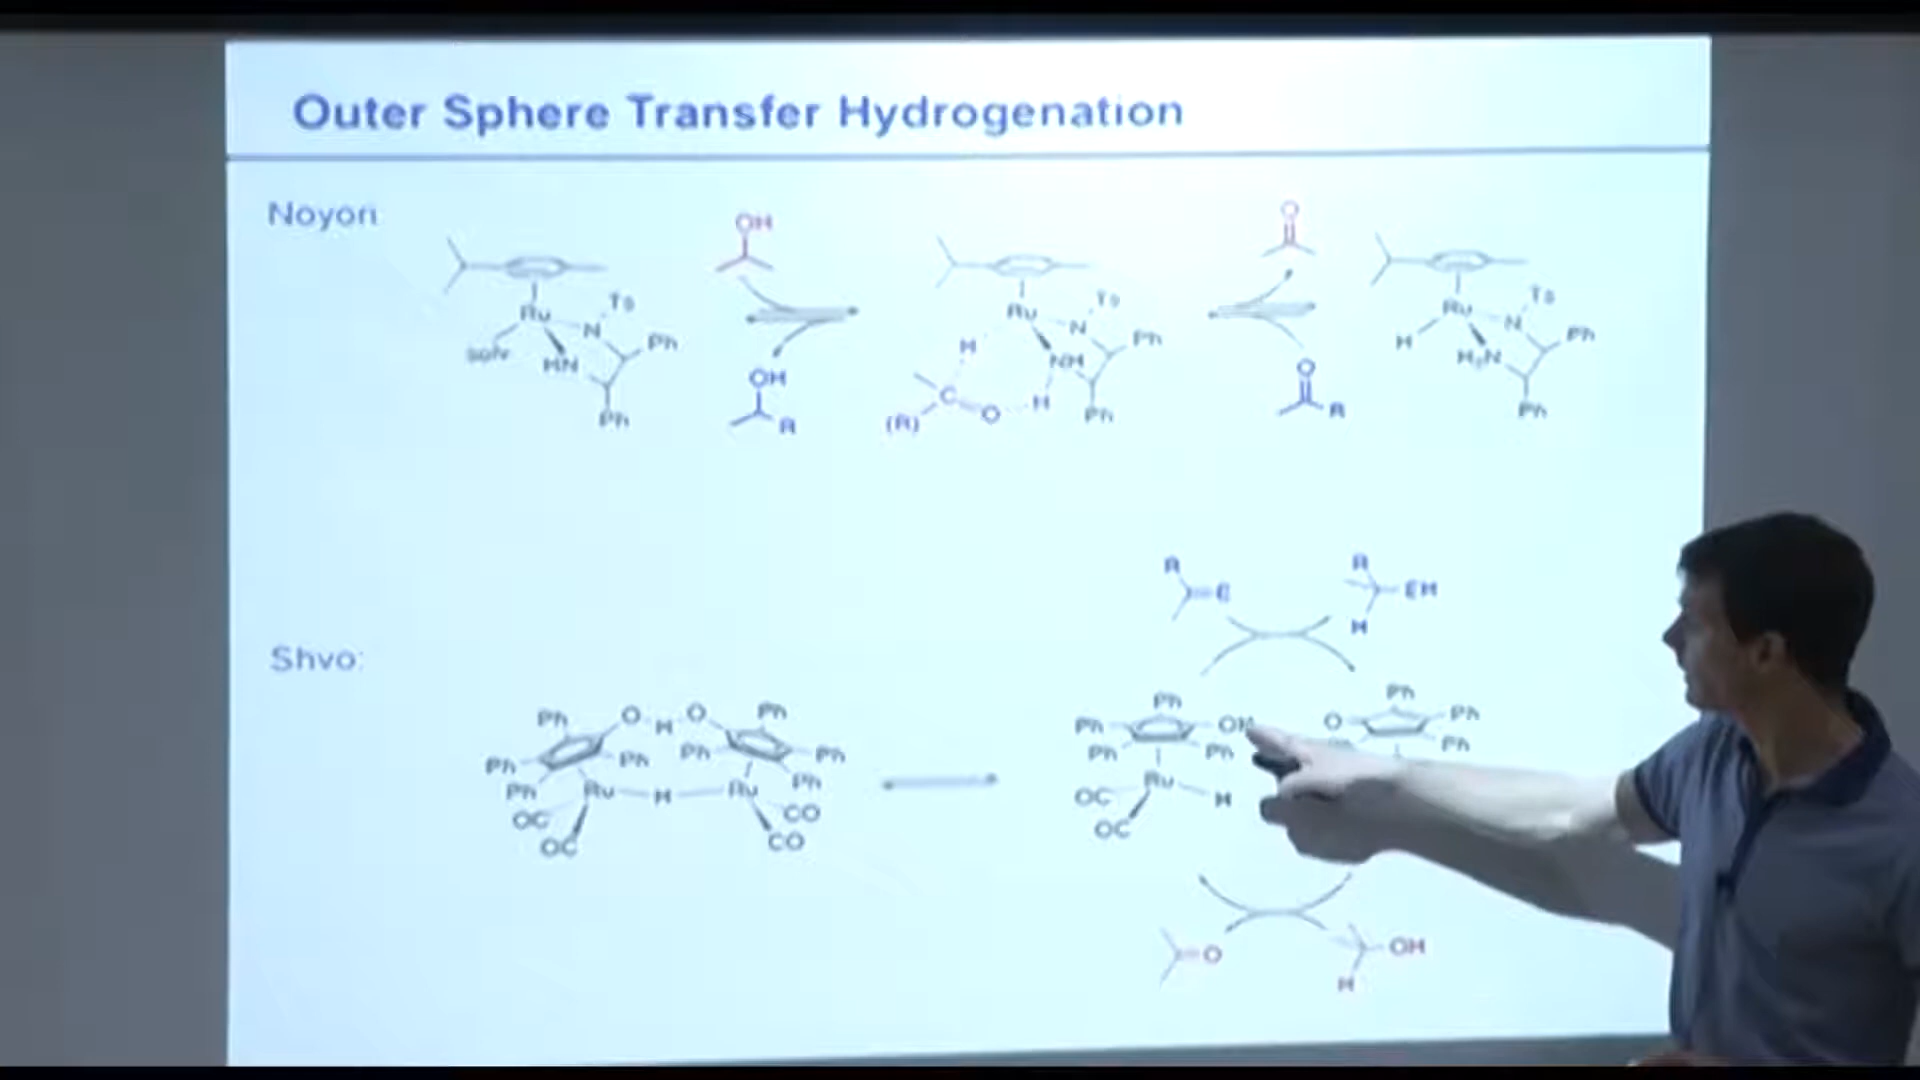 Outer Sphere Transfer Hydrogenation
Noyori
OH
O
Ru
Ts
N
Ph
solv
HN
Ph
OH
R
Ru
Ts
N
Ph
H
NH
C
O
H
(R)
Ph
O
R
Ru
Ts
N
Ph
H
H₂N
Ph
R
E
R
EH
H
Shvo:
Ph
O
H
O
Ph
Ph
Ph
Ph
Ph
Ph
Ph
Ru
H
Ru
OC
CO
OC
CO
Ph
Ph
OH
Ph
Ph
Ru
OC
H
OC
Ph
O
Ph
Ph
O
OH
H